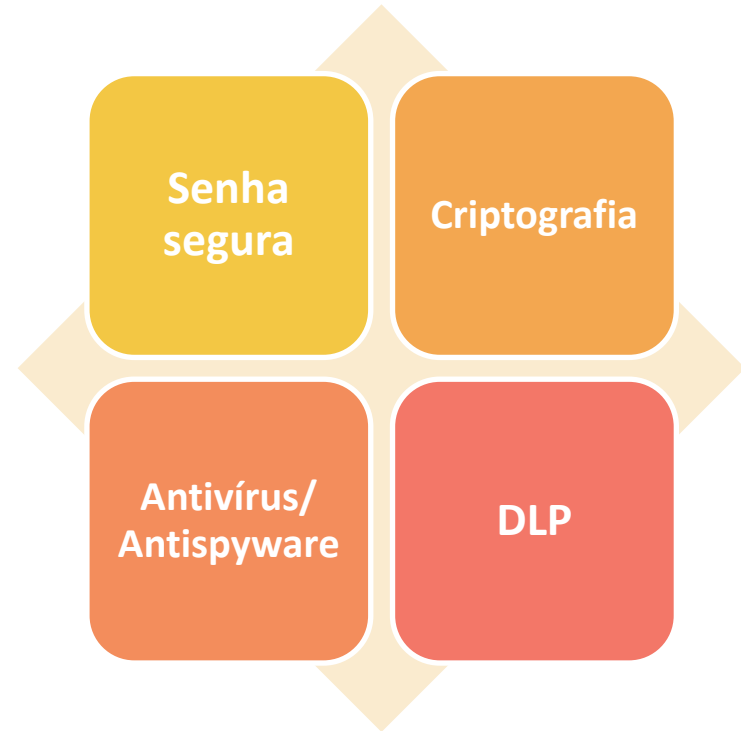 Senha
segura
Criptografia
Antivírus/
Antispyware
DLP